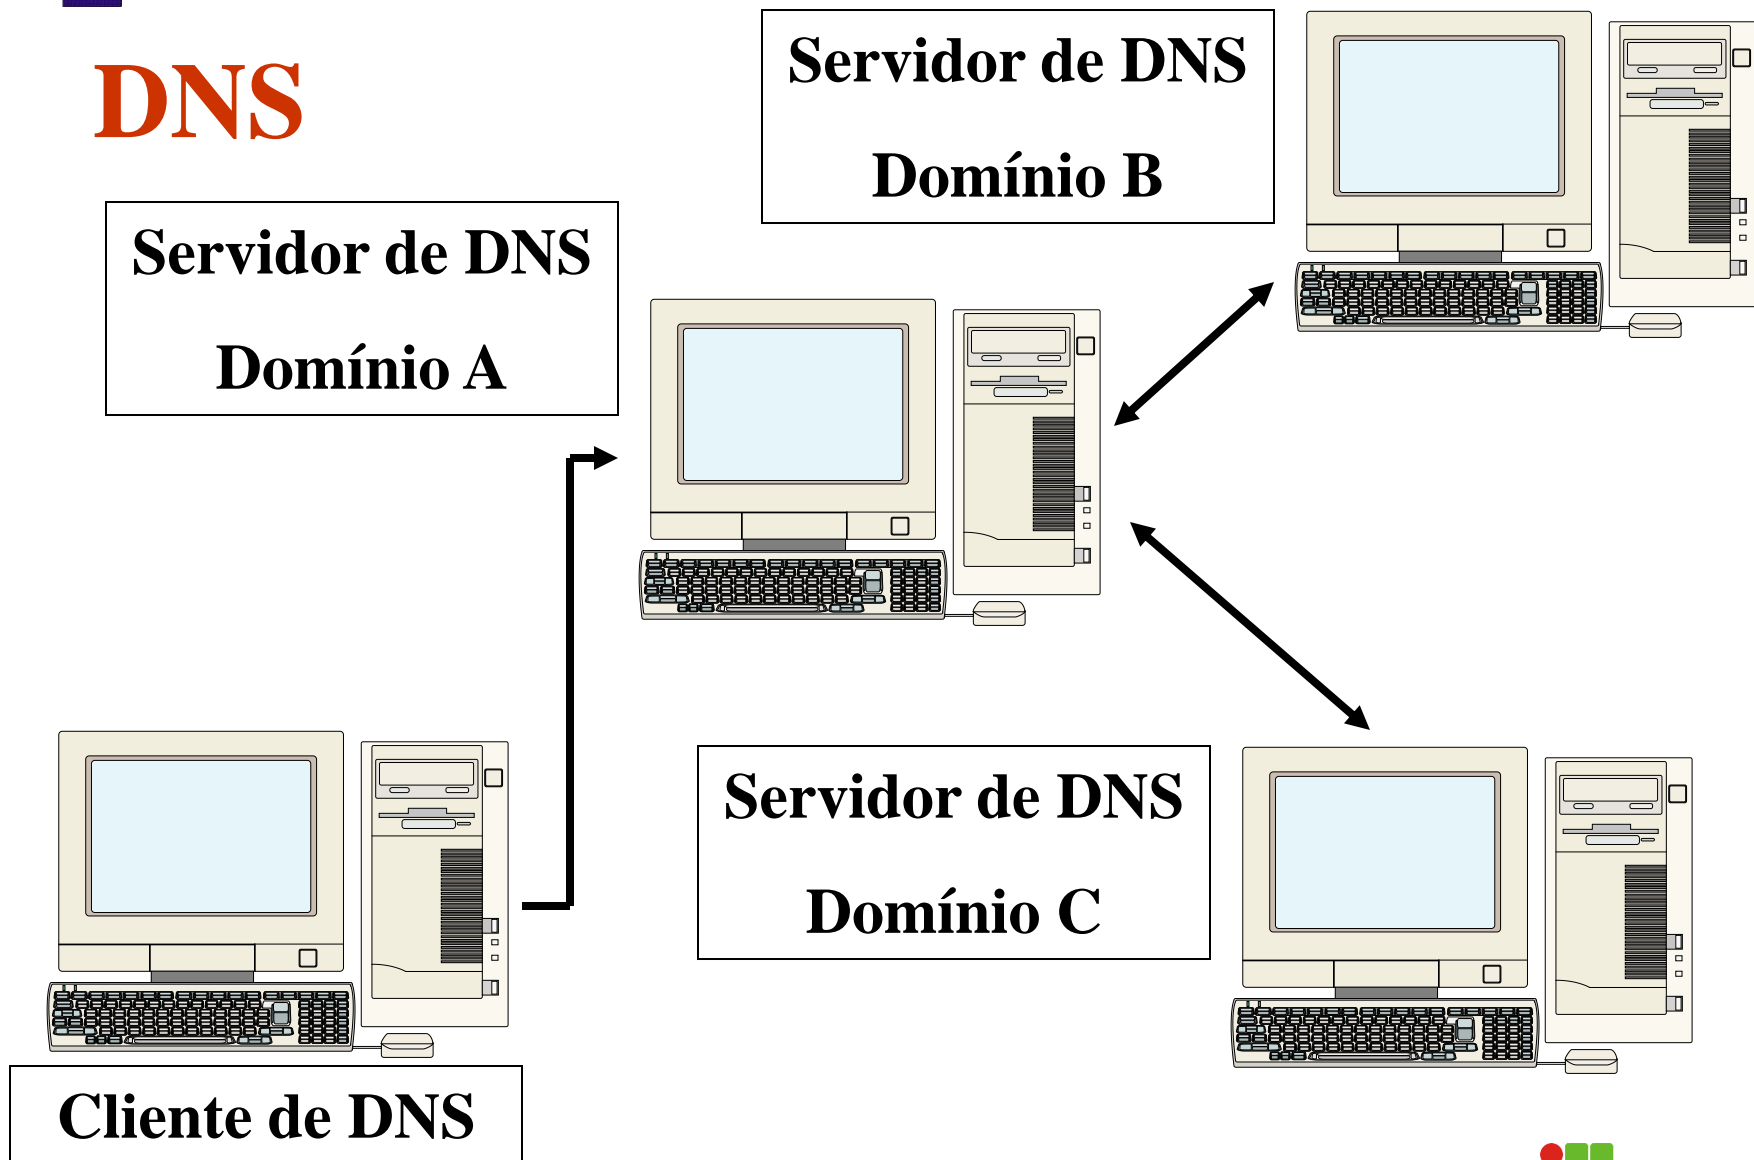 DNS
Servidor de DNS
Domínio B
Servidor de DNS
Domínio A
Servidor de DNS
Domínio C
Cliente de DNS